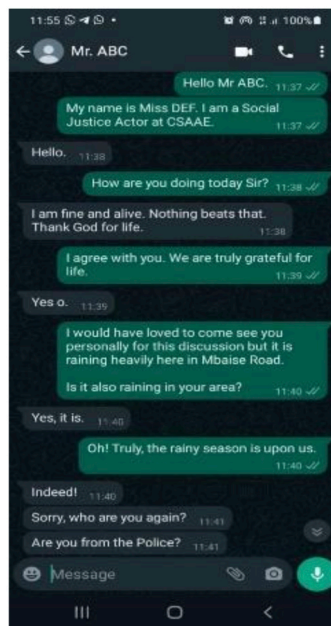 11:55
100%
Mr. ABC
Hello Mr ABC. 11:37
My name is Miss DEF. I am a Social
Justice Actor at CSAAE. 11:37
Hello. 11:38
How are you doing today Sir? 11:38
I am fine and alive. Nothing beats that.
Thank God for life. 11:38
I agree with you. We are truly grateful for
life. 11:39
Yes o. 11:39
I would have loved to come see you
personally for this discussion but it is
raining heavily here in Mbaise Road.
Is it also raining in your area? 11:40
Yes, it is. 11:40
Oh! Truly, the rainy season is upon us.
11:40
Indeed! 11:40
Sorry, who are you again? 11:41
Are you from the Police? 11:41
Message